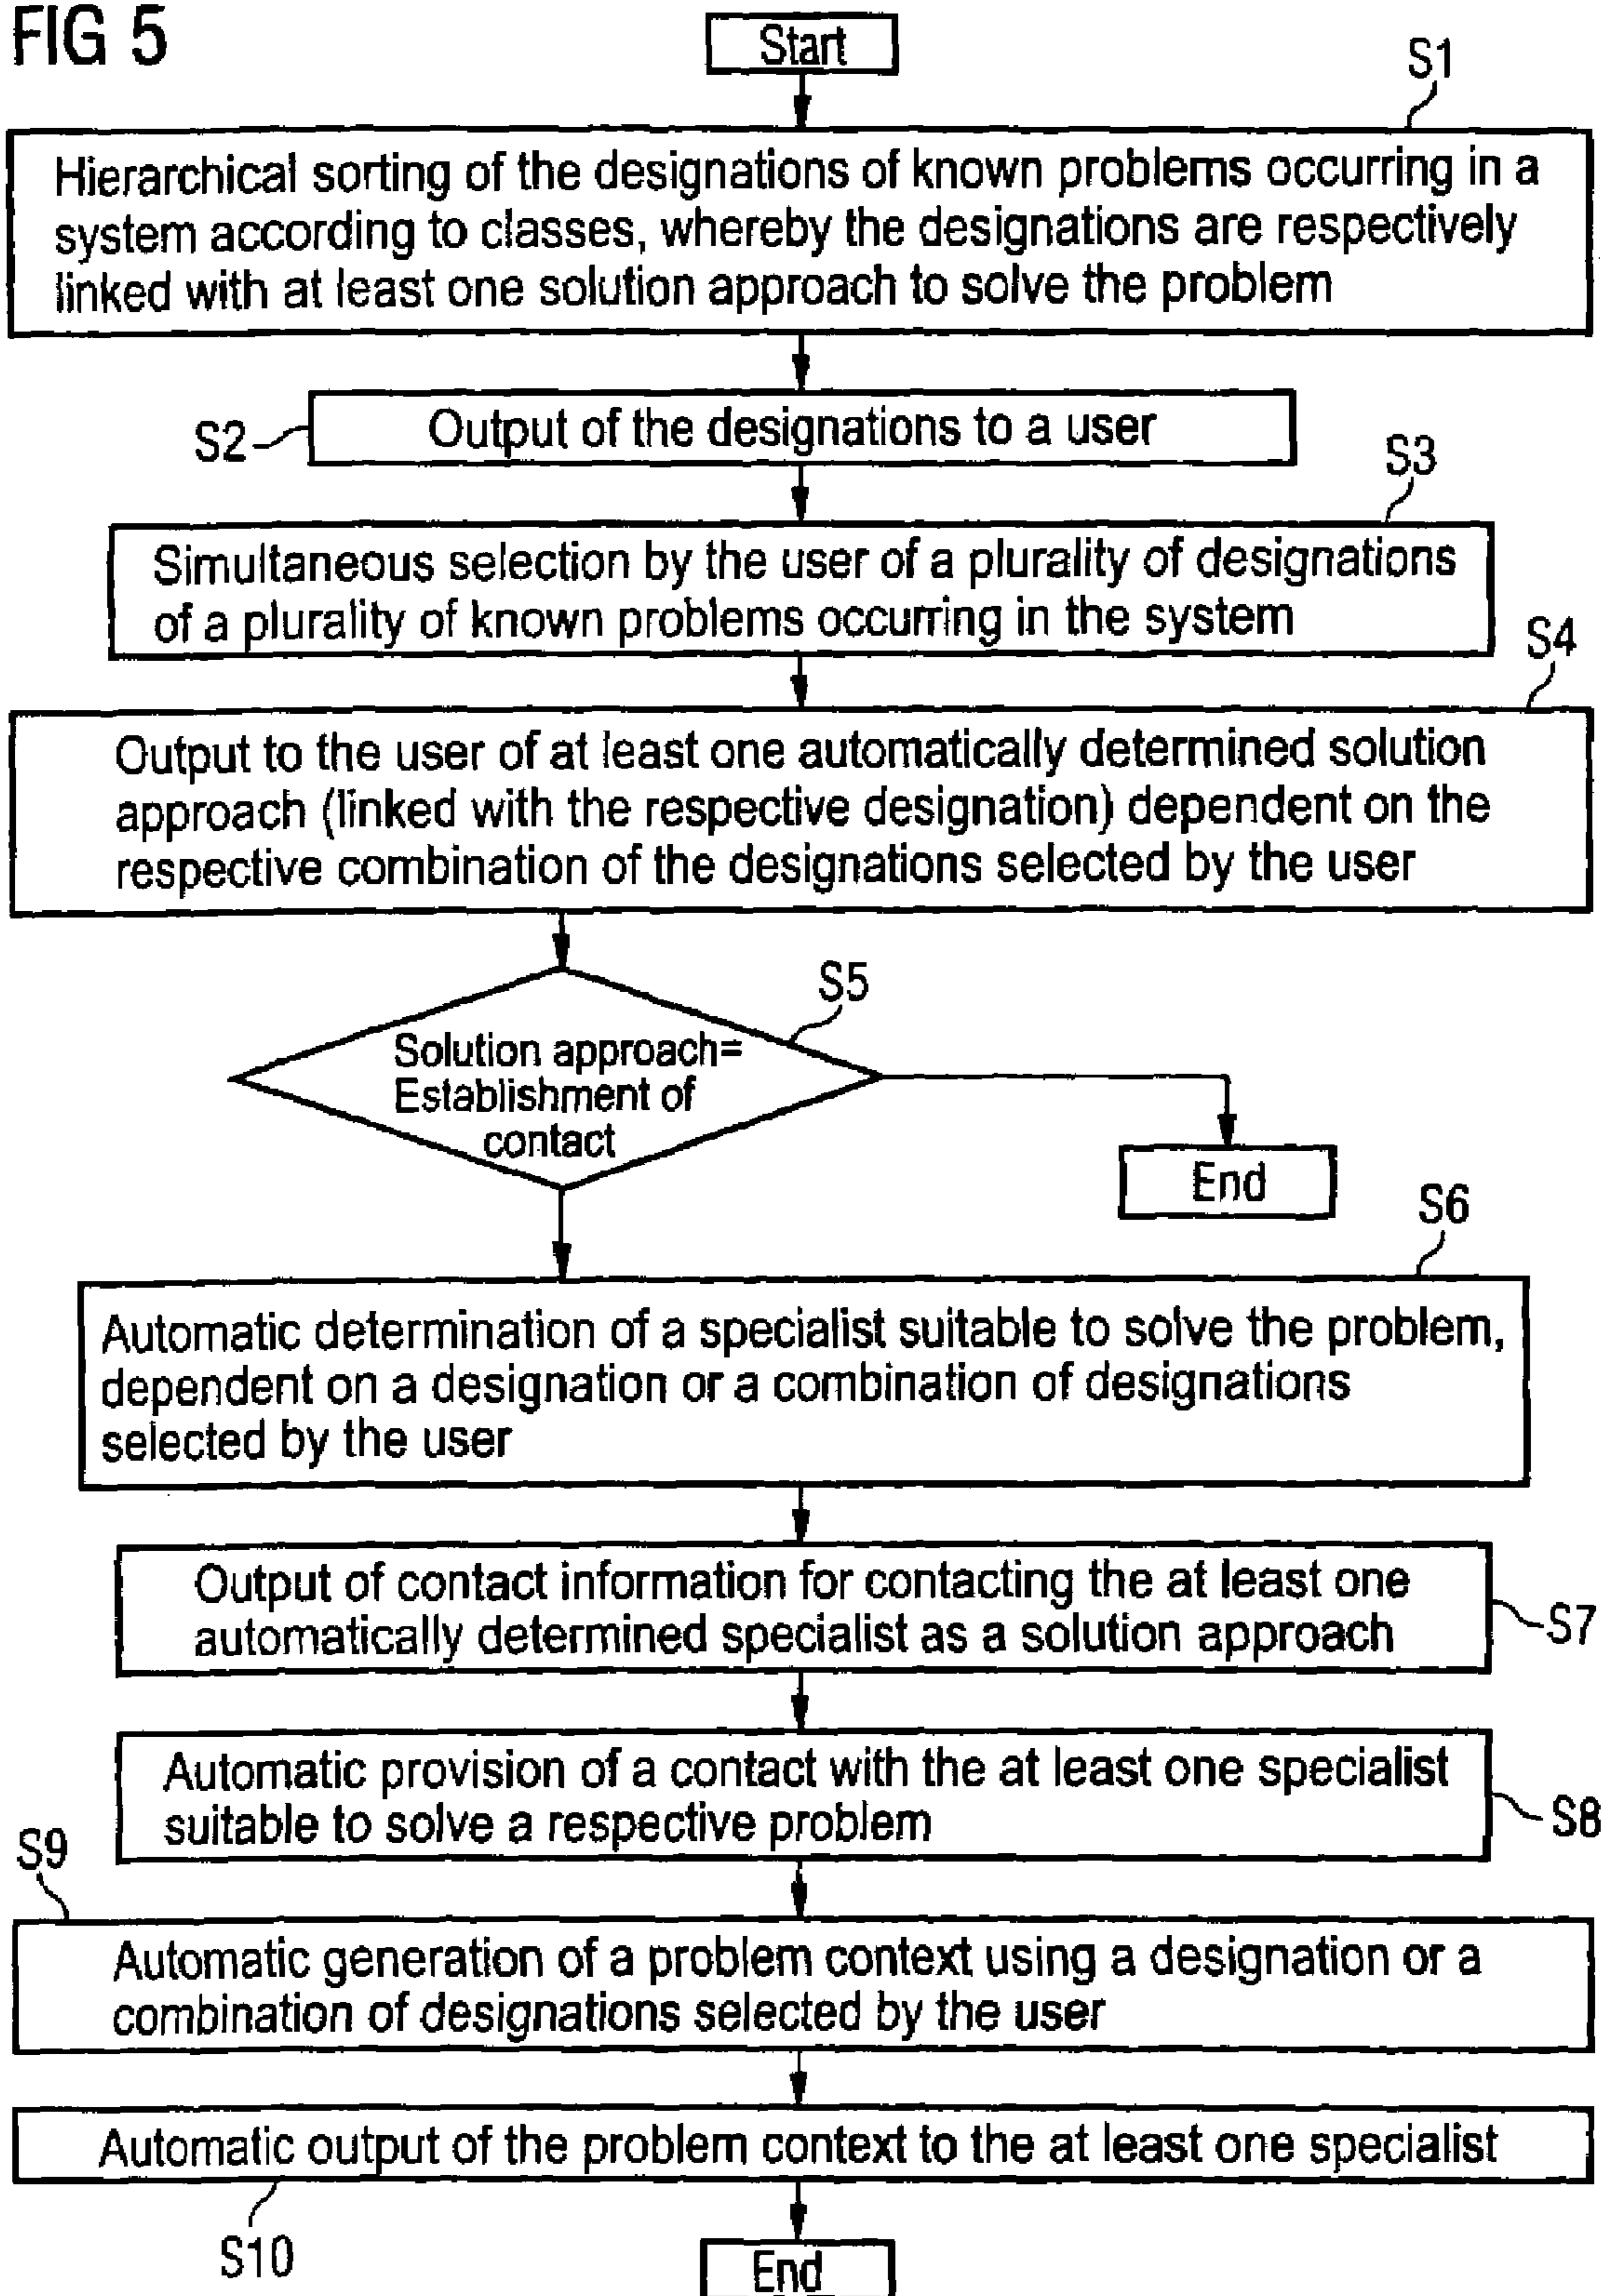 FIG 5
Start
S1
Hierarchical sorting of the designations of known problems occurring in a
system according to classes, whereby the designations are respectively
linked with at least one solution approach to solve the problem
S2
Output of the designations to a user
S3
Simultaneous selection by the user of a plurality of designations
of a plurality of known problems occurring in the system
S4
Output to the user of at least one automatically determined solution
approach (linked with the respective designation) dependent on the
respective combination of the designations selected by the user
S5
Solution approach=
Establishment of
contact
End
S6
Automatic determination of a specialist suitable to solve the problem,
dependent on a designation or a combination of designations
selected by the user
Output of contact information for contacting the at least one
automatically determined specialist as a solution approach
S7
Automatic provision of a contact with the at least one specialist
suitable to solve a respective problem
S8
S9
Automatic generation of a problem context using a designation or a
combination of designations selected by the user
Automatic output of the problem context to the at least one specialist
S10
End